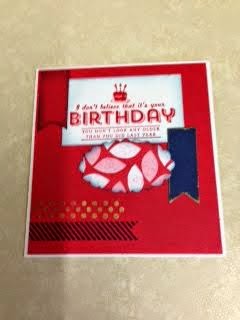 I don't believe that it's your
BIRTHDAY
YOU DON'T LOOK ANY OLDER
THAN YOU DID LAST YEAR